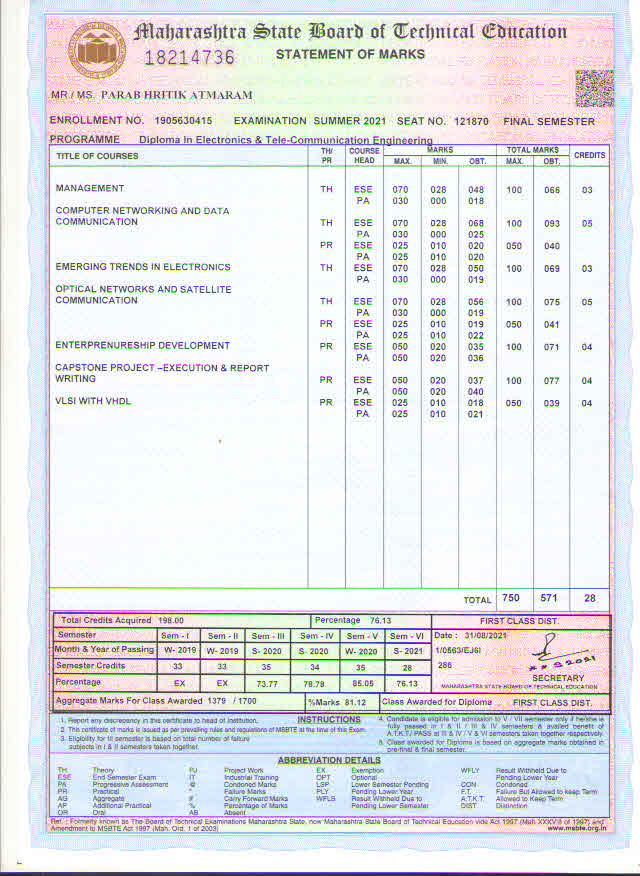 Maharashtra State Board of Technical Education
18214736
STATEMENT OF MARKS
MR / MS. PARAB HRITIK ATMARAM
ENROLLMENT NO. 1905630415 EXAMINATION SUMMER 2021 SEAT NO. 121870 FINAL SEMESTER
PROGRAMME Diploma In Electronics & Tele-Communication Engineering
TITLE OF COURSES TH/ PR COURSE HEAD MARKS TOTAL MARKS CREDITS
MAX. MIN. OBT. MAX. OBT.
MANAGEMENT TH ESE 070 028 048 100 066 03
PA 030 000 018
COMPUTER NETWORKING AND DATA
COMMUNICATION TH ESE 070 028 068 100 093 05
PA 030 000 025
PR ESE 025 010 020 050 040
PA 025 010 020
EMERGING TRENDS IN ELECTRONICS TH ESE 070 028 050 100 069 03
PA 030 000 019
OPTICAL NETWORKS AND SATELLITE
COMMUNICATION TH ESE 070 028 056 100 075 05
PA 030 000 019
PR ESE 025 010 019 050 041
PA 025 010 022
ENTERPRENURESHIP DEVELOPMENT PR ESE 050 020 035 100 071 04
PA 050 020 036
CAPSTONE PROJECT –EXECUTION & REPORT
WRITING PR ESE 050 020 037 100 077 04
PA 050 020 040
VLSI WITH VHDL PR ESE 025 010 018 050 039 04
PA 025 010 021
TOTAL 750 571 28
Total Credits Acquired 198.00 Percentage 76.13 FIRST CLASS DIST.
Semester Sem - I Sem - II Sem - III Sem - IV Sem - V Sem - VI Date : 31/08/2021
Month & Year of Passing W- 2019 W- 2019 S- 2020 S- 2020 W- 2020 S- 2021 1/0563/EJ6I
Semester Credits 33 33 35 34 35 28 286
Percentage EX EX 73.77 78.78 85.05 76.13 SECRETARY
MAHARASHTRA STATE BOARD OF TECHNICAL EDUCATION
Aggregate Marks For Class Awarded 1379 / 1700 %Marks 81.12 Class Awarded for Diploma . FIRST CLASS DIST.
INSTRUCTIONS
1. Report any discrepancy in this certificate to head of institution.
2. This certificate of marks is issued as per prevailing rules and regulations of MSBTE at the time of this Exam.
3. Eligibility for III semester is based on total number of failure
subjects in I & II semesters taken together.
4. Candidate is eligible for admission to V / VII semester only if he/she is
fully passed in I & II / III & IV semesters & availed benefit of
A.T.K.T./ PASS at III & IV / V & VI semesters taken together respectively.
5. Class awarded for Diploma is based on aggregate marks obtained in
pre-final & final semester.
ABBREVIATION DETAILS
TH Theory PJ Project Work EX Exemption WFLY Result Withheld Due to
ESE End Semester Exam IT Industrial Training OPT Optional Pending Lower Year
PA Progressive Assessment @ Condoned Marks LSP Lower Semester Pending CON Condoned
PR Practical * Failure Marks PLY Pending Lower Year F.T. Failure But Allowed to keep Term
AG Aggregate # Carry Forward Marks WFLS Result Withheld Due to A.T.K.T. Allowed to Keep Term
AP Additional Practical % Percentage of Marks Pending Lower Semester DIST Distinction
OR Oral AB Absent
Ref. : Formerly known as The Board of Technical Examinations Maharashtra State, now Maharashtra State Board of Technical Education vide Act 1997 (Mah XXXVIII of 1997) and
Amendment to MSBTE Act 1997 (Mah. Ord. 1 of 2003) www.msbte.org.in